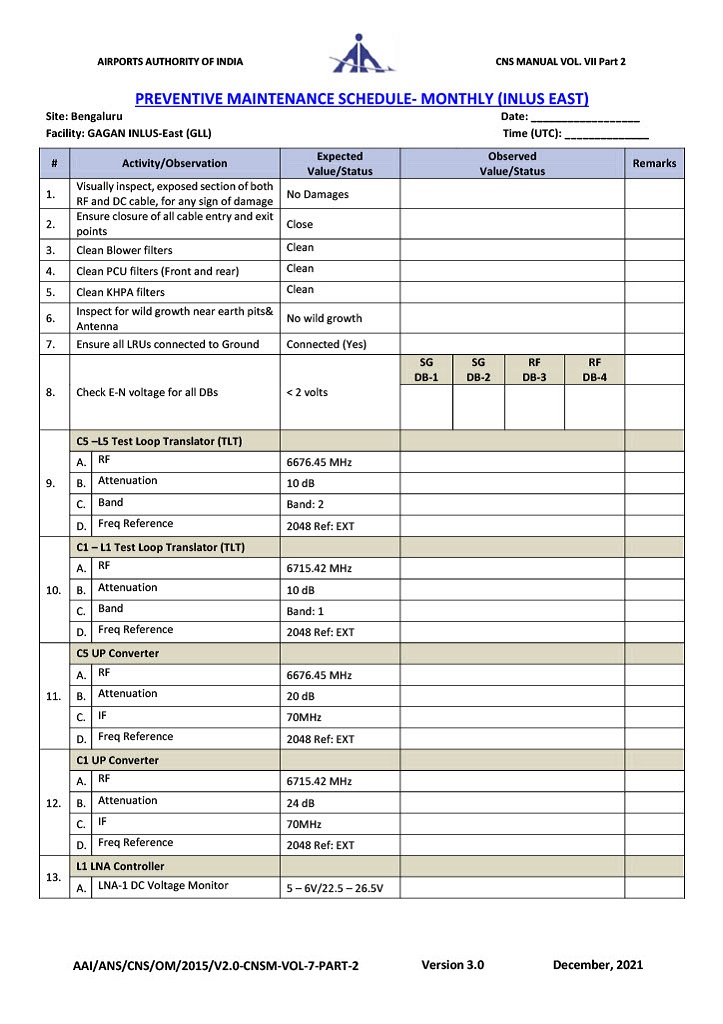 AIRPORTS AUTHORITY OF INDIA
CNS MANUAL VOL. VII Part 2
PREVENTIVE MAINTENANCE SCHEDULE- MONTHLY (INLUS EAST)
Site: Bengaluru
Date: __________________
Facility: GAGAN INLUS-East (GLL)
Time (UTC): ______________
# Activity/Observation Expected Value/Status Observed Value/Status Remarks
1. Visually inspect, exposed section of both RF and DC cable, for any sign of damage No Damages
2. Ensure closure of all cable entry and exit points Close
3. Clean Blower filters Clean
4. Clean PCU filters (Front and rear) Clean
5. Clean KHPA filters Clean
6. Inspect for wild growth near earth pits& Antenna No wild growth
7. Ensure all LRUs connected to Ground Connected (Yes)
8. Check E-N voltage for all DBs < 2 volts SG DB-1 SG DB-2 RF DB-3 RF DB-4
9. C5 –L5 Test Loop Translator (TLT)
A. RF 6676.45 MHz
B. Attenuation 10 dB
C. Band Band: 2
D. Freq Reference 2048 Ref: EXT
10. C1 – L1 Test Loop Translator (TLT)
A. RF 6715.42 MHz
B. Attenuation 10 dB
C. Band Band: 1
D. Freq Reference 2048 Ref: EXT
11. C5 UP Converter
A. RF 6676.45 MHz
B. Attenuation 20 dB
C. IF 70MHz
D. Freq Reference 2048 Ref: EXT
12. C1 UP Converter
A. RF 6715.42 MHz
B. Attenuation 24 dB
C. IF 70MHz
D. Freq Reference 2048 Ref: EXT
13. L1 LNA Controller
A. LNA-1 DC Voltage Monitor 5 – 6V/22.5 – 26.5V
AAI/ANS/CNS/OM/2015/V2.0-CNSM-VOL-7-PART-2
Version 3.0
December, 2021